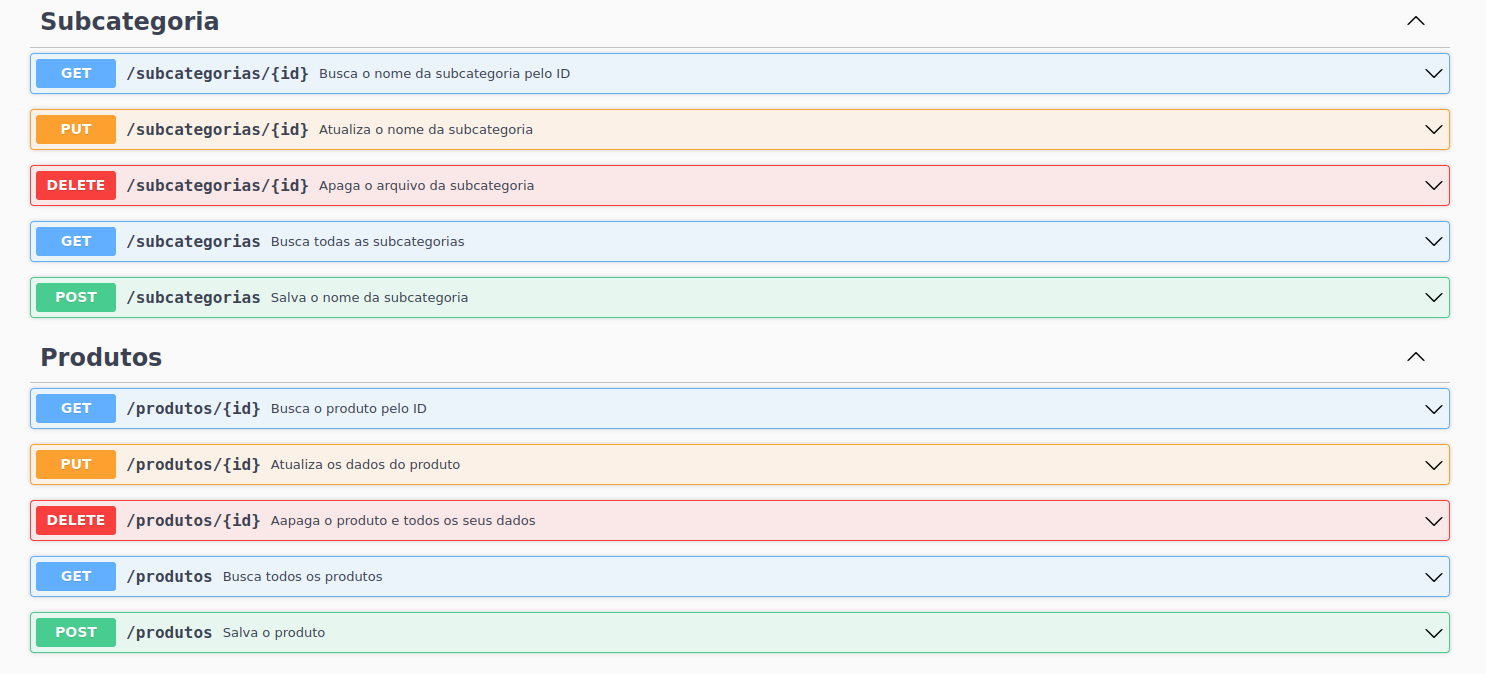 Subcategoria
GET /subcategorias/{id} Busca o nome da subcategoria pelo ID
PUT /subcategorias/{id} Atualiza o nome da subcategoria
DELETE /subcategorias/{id} Apaga o arquivo da subcategoria
GET /subcategorias Busca todas as subcategorias
POST /subcategorias Salva o nome da subcategoria
Produtos
GET /produtos/{id} Busca o produto pelo ID
PUT /produtos/{id} Atualiza os dados do produto
DELETE /produtos/{id} Aapaga o produto e todos os seus dados
GET /produtos Busca todos os produtos
POST /produtos Salva o produto